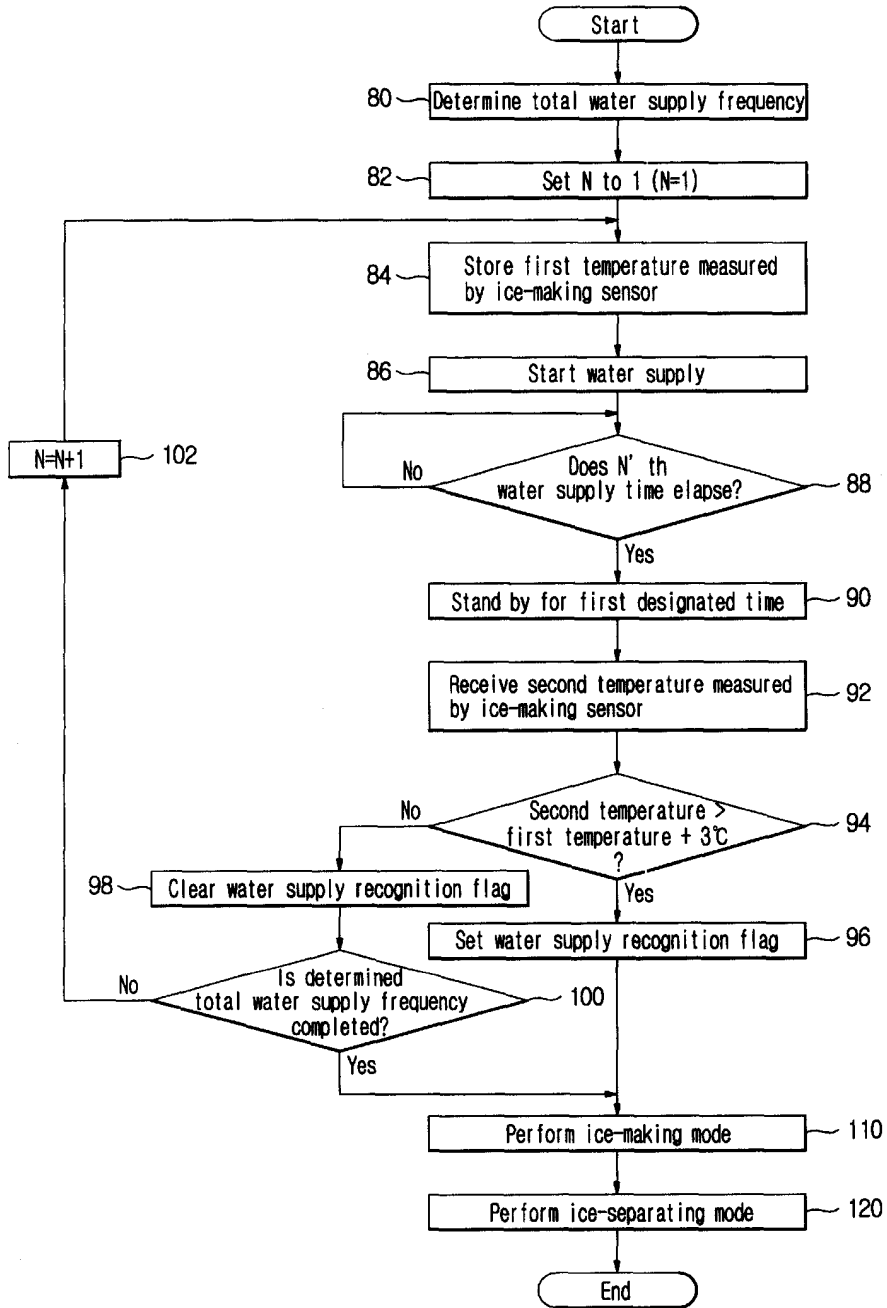 Start
80
Determine total water supply frequency
82
Set N to 1 (N=1)
84
Store first temperature measured
by ice-making sensor
86
Start water supply
N=N+1
102
No
Does N' th
water supply time elapse?
88
Yes
Stand by for first designated time
90
Receive second temperature measured
by ice-making sensor
92
No
Second temperature >
first temperature + 3℃
?
94
Yes
98
Clear water supply recognition flag
Set water supply recognition flag
96
No
Is determined
total water supply frequency
completed?
100
Yes
Perform ice-making mode
110
Perform ice-separating mode
120
End